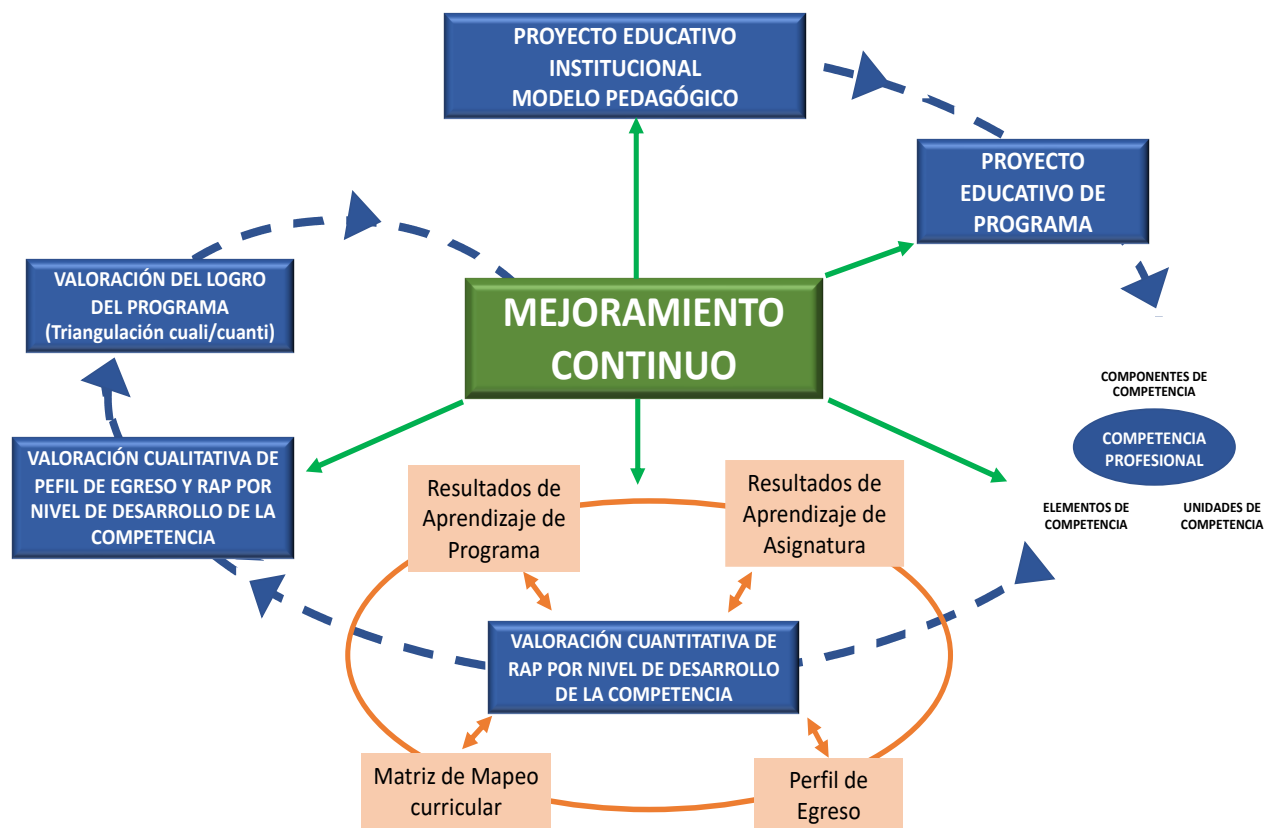 PROYECTO EDUCATIVO
INSTITUCIONAL
MODELO PEDAGÓGICO
PROYECTO
EDUCATIVO DE
PROGRAMA
VALORACIÓN DEL LOGRO
DEL PROGRAMA
(Triangulación cuali/cuanti)
MEJORAMIENTO
CONTINUO
COMPONENTES DE
COMPETENCIA
COMPETENCIA
PROFESIONAL
ELEMENTOS DE
COMPETENCIA
UNIDADES DE
COMPETENCIA
VALORACIÓN CUALITATIVA DE
PEFIL DE EGRESO Y RAP POR
NIVEL DE DESARROLLO DE LA
COMPETENCIA
Resultados de
Aprendizaje de
Programa
Resultados de
Aprendizaje de
Asignatura
VALORACIÓN CUANTITATIVA DE
RAP POR NIVEL DE DESARROLLO
DE LA COMPETENCIA
Matriz de Mapeo
curricular
Perfil de
Egreso